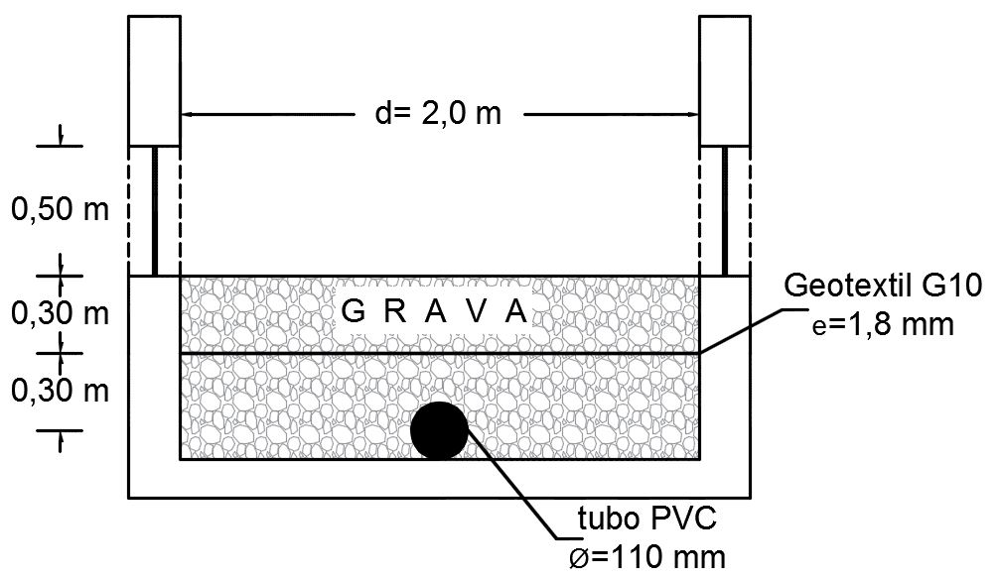 d= 2,0 m
0,50 m
0,30 m
G R A V A
Geotextil G10
e=1,8 mm
0,30 m
tubo PVC
Ø=110 mm